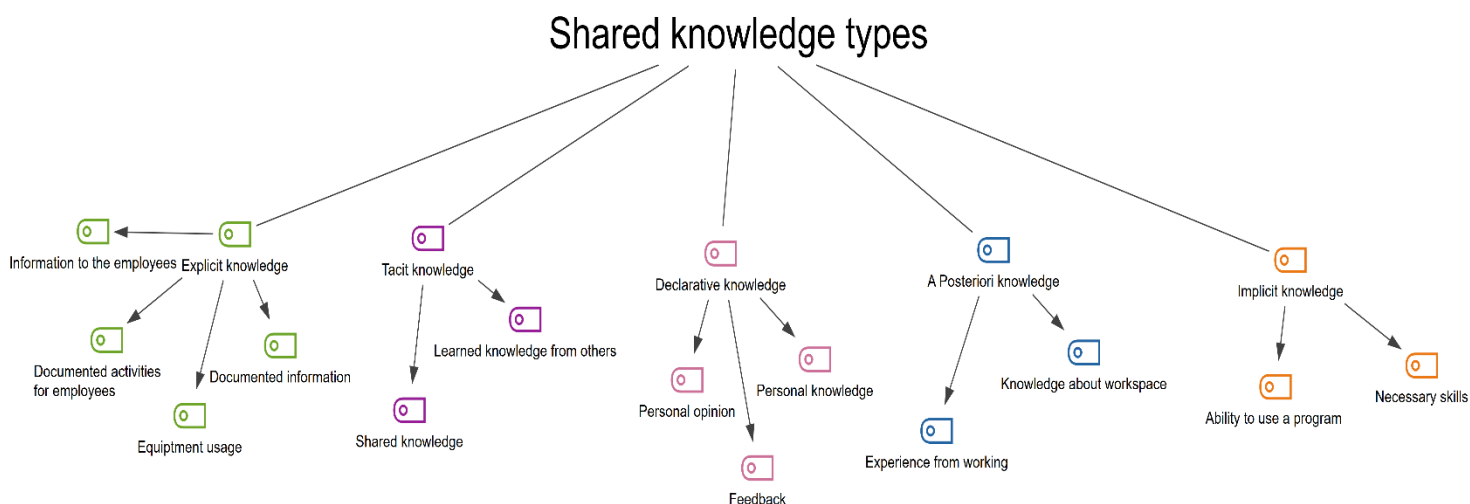 Shared knowledge types
Information to the employees
Explicit knowledge
Tacit knowledge
Declarative knowledge
A Posteriori knowledge
Implicit knowledge
Documented activities
for employees
Documented information
Equiptment usage
Learned knowledge from others
Shared knowledge
Personal opinion
Personal knowledge
Feedback
Knowledge about workspace
Experience from working
Ability to use a program
Necessary skills